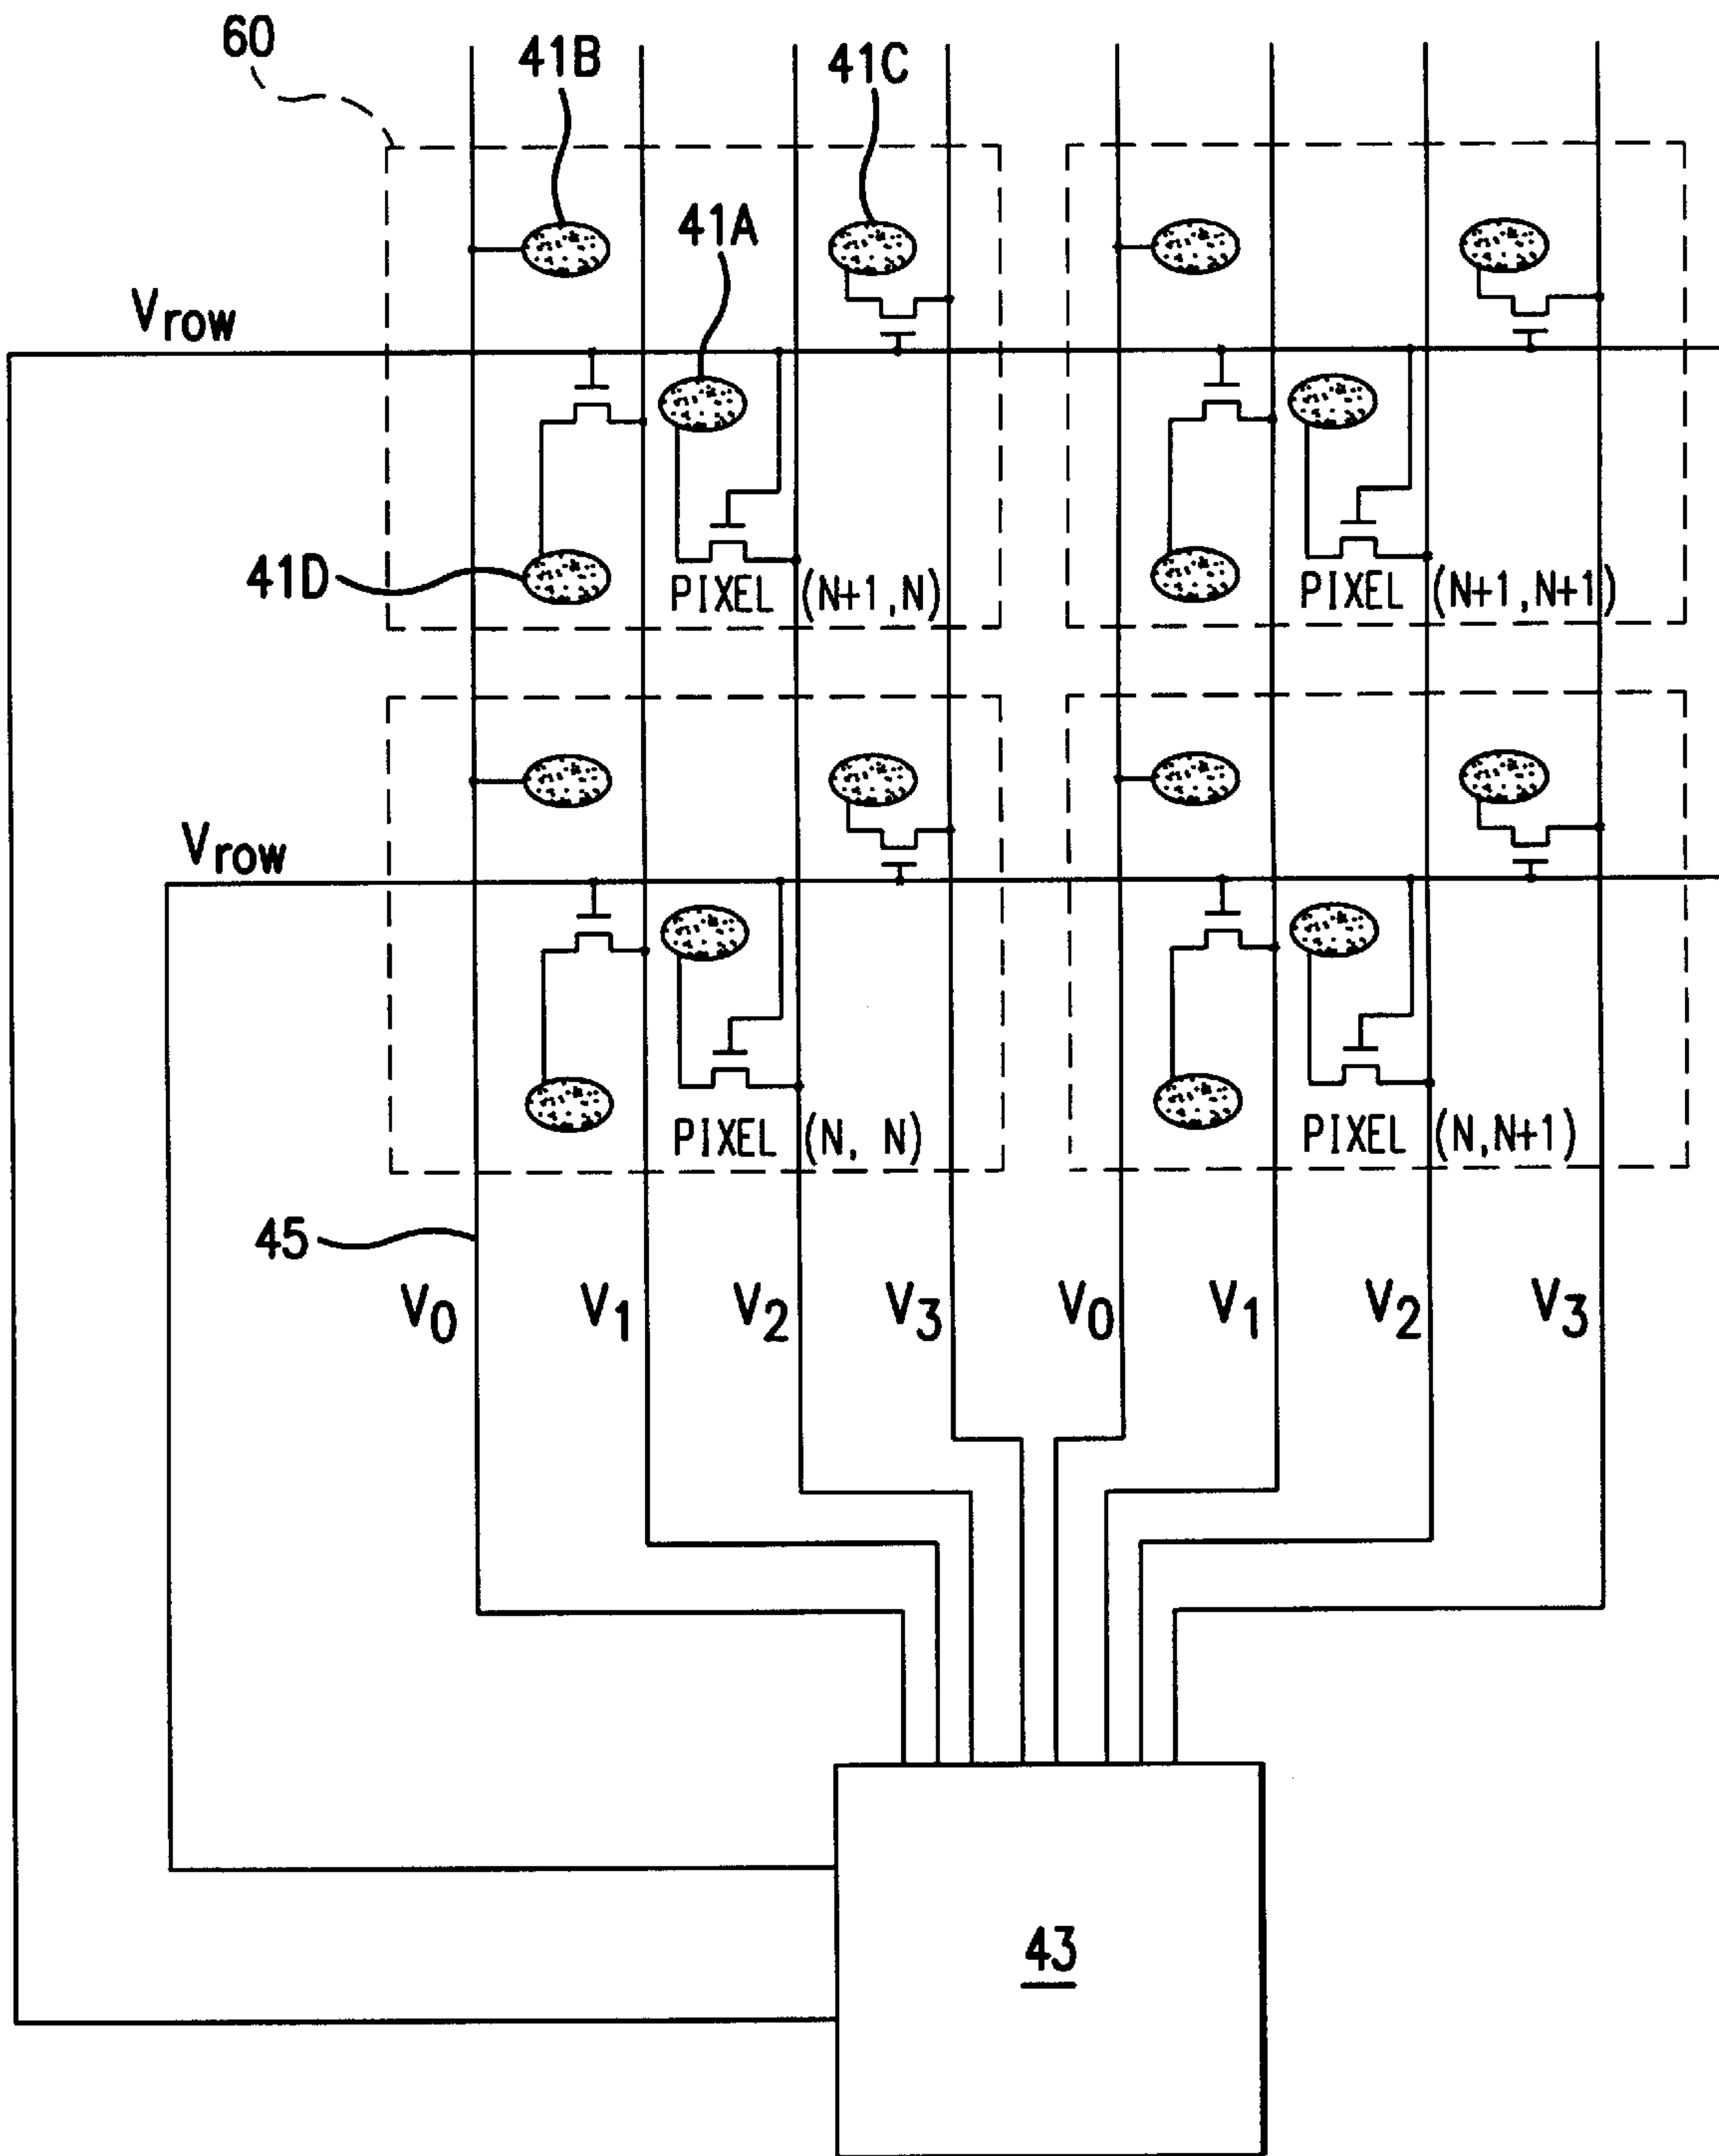 60
41B
41C
41A
Vrow
41D
PIXEL (N+1,N)
PIXEL (N+1,N+1)
Vrow
PIXEL (N, N)
PIXEL (N,N+1)
45
V0 V1 V2 V3 V0 V1 V2 V3
43